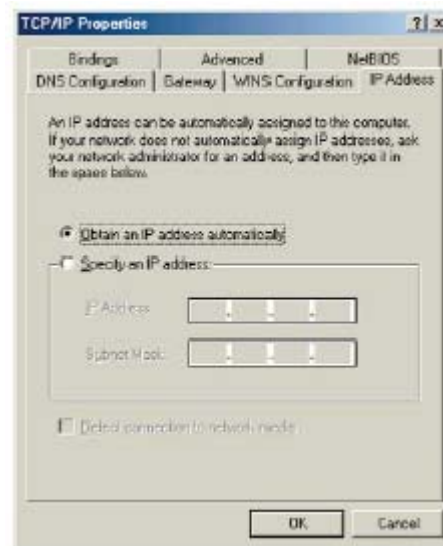 TCP/IP Properties
? x
Bindings Advanced NetBIOS
DNS Configuration Gateway WINS Configuration IP Address
An IP address can be automatically assigned to this computer.
If your network does not automatically assign IP addresses, ask
your network administrator for an address, and then type it in
the space below.
Obtain an IP address automatically
Specify an IP address:
IP Address:
Subnet Mask:
Detect connection to network media
OK Cancel